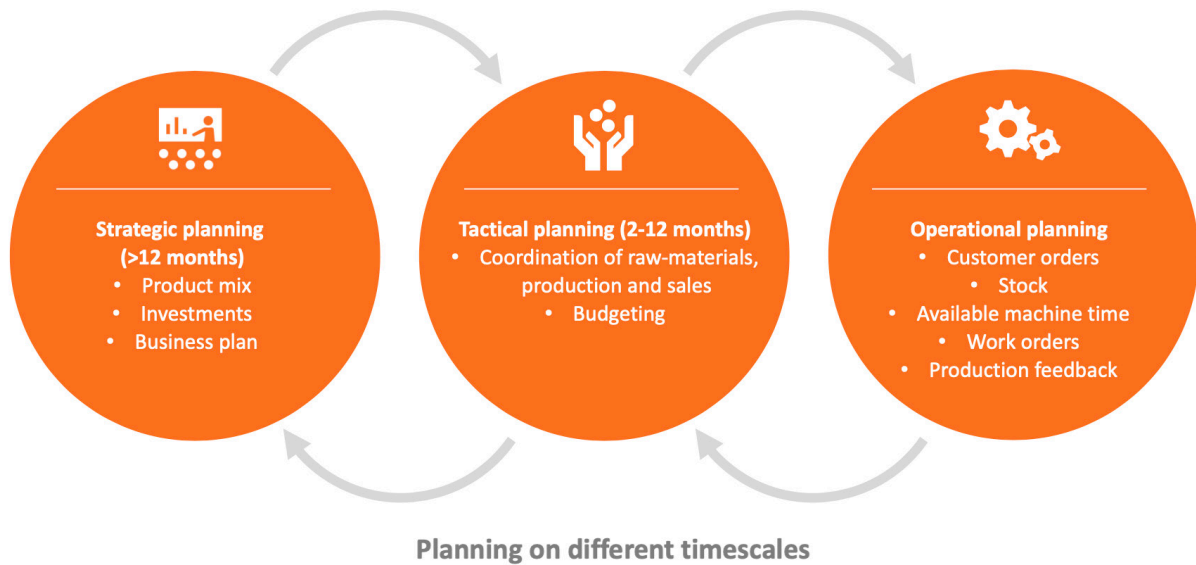 Strategic planning
(>12 months)
• Product mix
• Investments
• Business plan
Tactical planning (2-12 months)
• Coordination of raw-materials,
production and sales
• Budgeting
Operational planning
• Customer orders
• Stock
• Available machine time
• Work orders
• Production feedback
Planning on different timescales